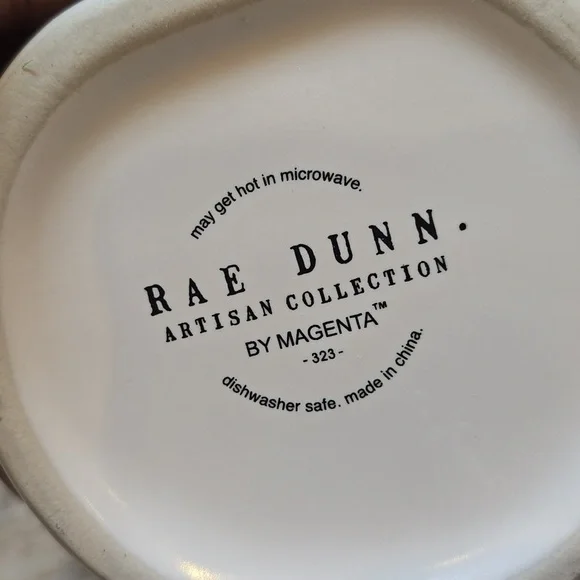 may get hot in microwave.
RAE DUNN.
ARTISAN COLLECTION
BY MAGENTA™
- 323 -
dishwasher safe. made in china.